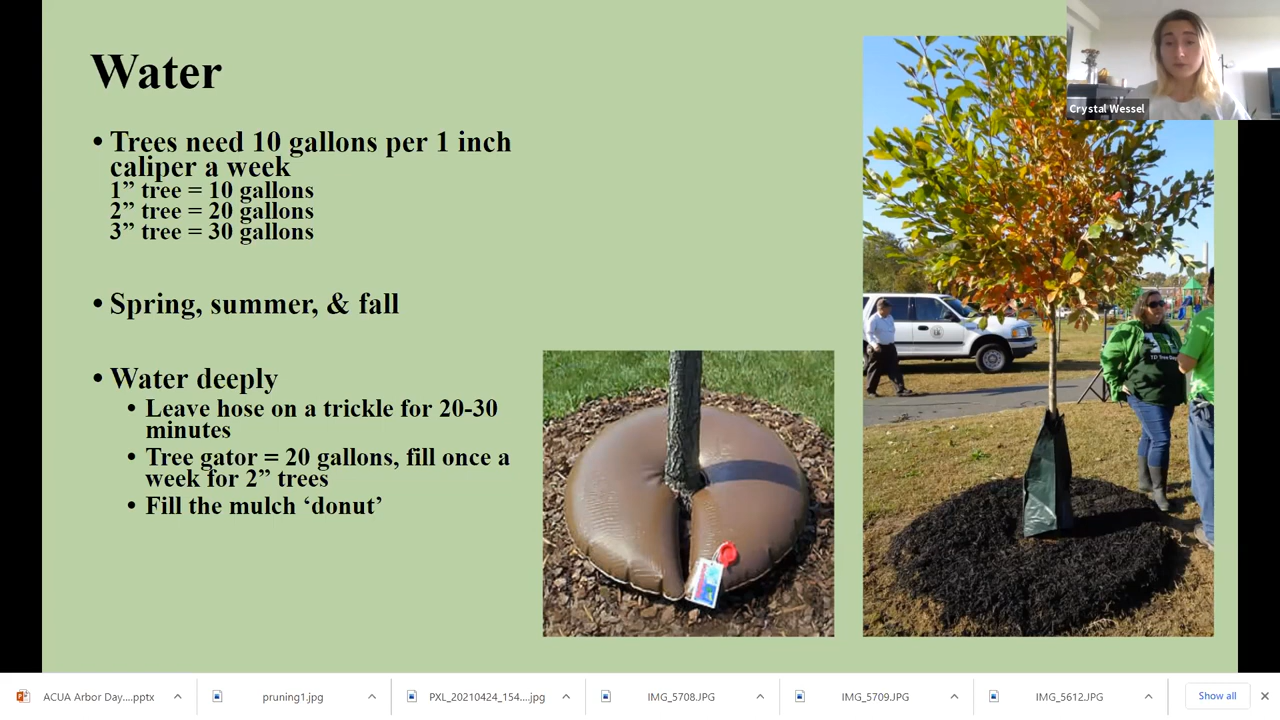 Water
• Trees need 10 gallons per 1 inch
caliper a week
1” tree = 10 gallons
2” tree = 20 gallons
3” tree = 30 gallons
• Spring, summer, & fall
• Water deeply
• Leave hose on a trickle for 20-30
minutes
• Tree gator = 20 gallons, fill once a
week for 2” trees
• Fill the mulch ‘donut’
Crystal Wessel
ACUA Arbor Day....pptx
pruning1.jpg
PXL_20210424_154....jpg
IMG_5708.JPG
IMG_5709.JPG
IMG_5612.JPG
Show all